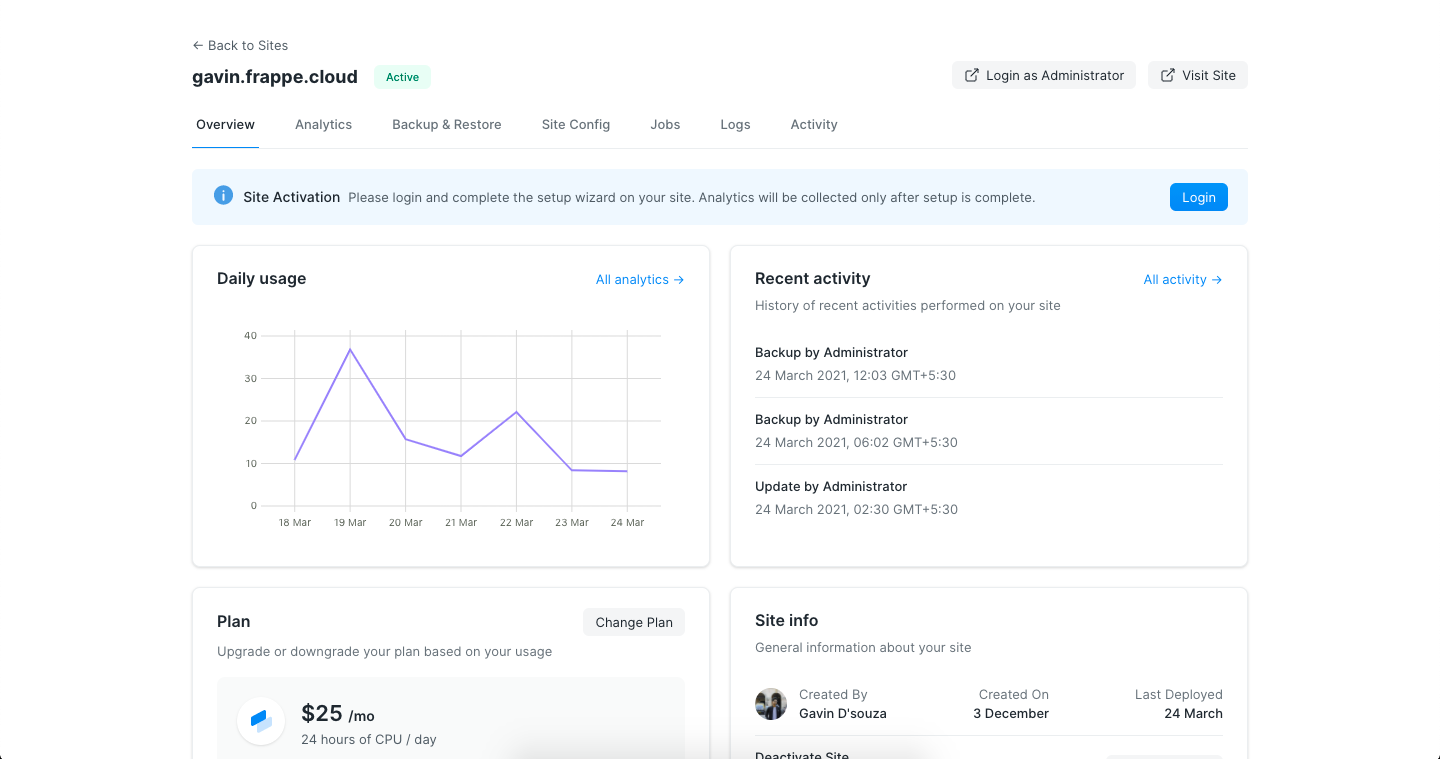 ← Back to Sites
gavin.frappe.cloud Active
Login as Administrator Visit Site
Overview Analytics Backup & Restore Site Config Jobs Logs Activity
Site Activation Please login and complete the setup wizard on your site. Analytics will be collected only after setup is complete. Login
Daily usage All analytics →
40
30
20
10
0
18 Mar 19 Mar 20 Mar 21 Mar 22 Mar 23 Mar 24 Mar
Recent activity All activity →
History of recent activities performed on your site
Backup by Administrator
24 March 2021, 12:03 GMT+5:30
Backup by Administrator
24 March 2021, 06:02 GMT+5:30
Update by Administrator
24 March 2021, 02:30 GMT+5:30
Plan Change Plan
Upgrade or downgrade your plan based on your usage
$25 /mo
24 hours of CPU / day
Site info
General information about your site
Created By Created On Last Deployed
Gavin D'souza 3 December 24 March
Deactivate Site